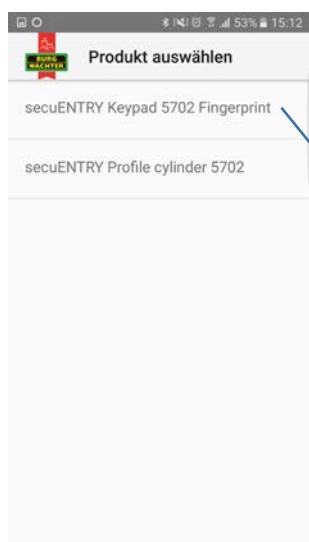 53% 15:12
BURG
WÄCHTER
Produkt auswählen
secuENTRY Keypad 5702 Fingerprint
secuENTRY Profile cylinder 5702